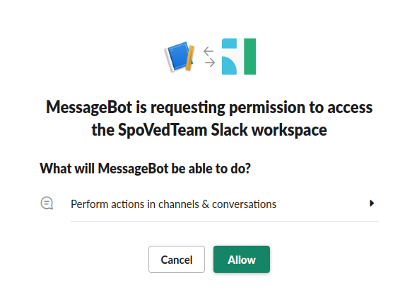 MessageBot is requesting permission to access
the SpoVedTeam Slack workspace
What will MessageBot be able to do?
Perform actions in channels & conversations
Cancel
Allow